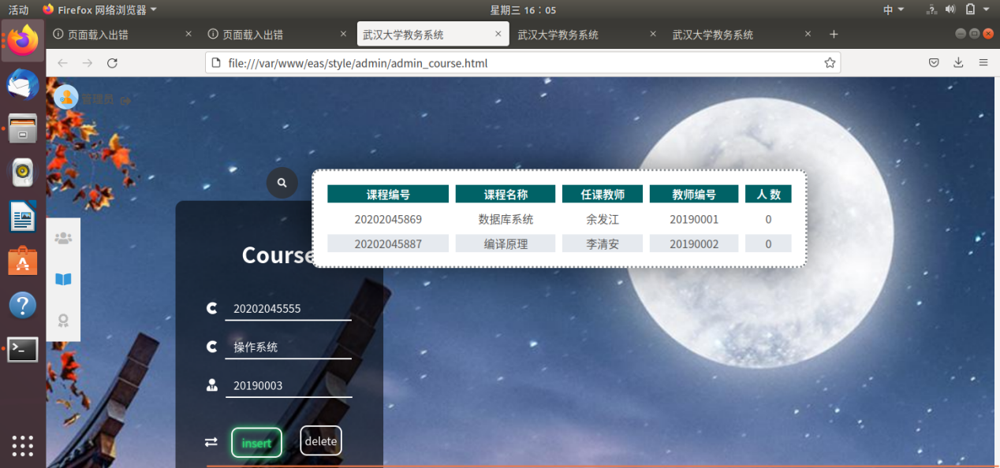 活动 Firefox 网络浏览器 星期三 16：05 中
页面载入出错 页面载入出错 武汉大学教务系统 武汉大学教务系统 武汉大学教务系统
file:///var/www/eas/style/admin/admin_course.html
管理员
课程编号 课程名称 任课教师 教师编号 人 数
20202045869 数据库系统 余发江 20190001 0
20202045887 编译原理 李清安 20190002 0
Course
20202045555
操作系统
20190003
insert delete